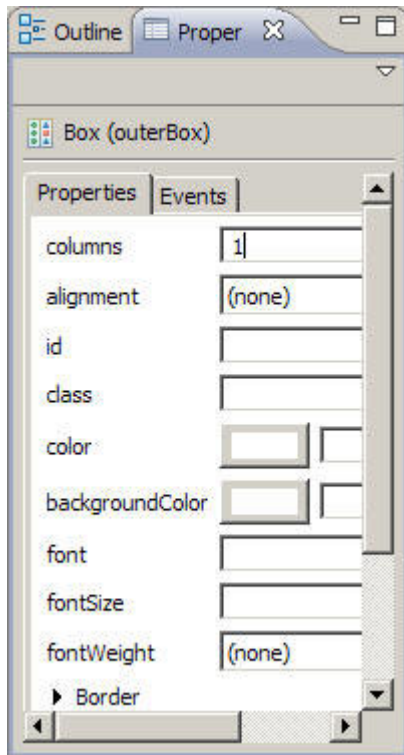 Outline Proper
Box (outerBox)
Properties Events
columns 1
alignment (none)
id
class
color
backgroundColor
font
fontSize
fontWeight (none)
Border